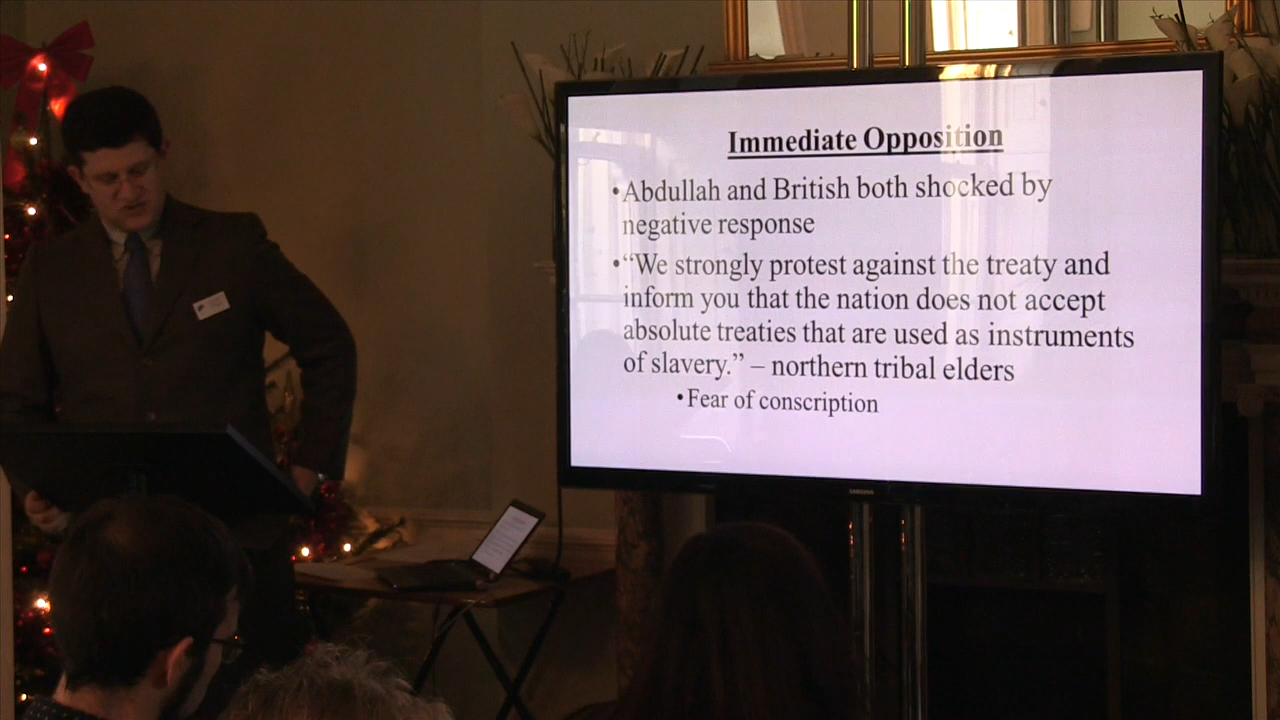 Immediate Opposition
•Abdullah and British both shocked by
negative response
•“We strongly protest against the treaty and
inform you that the nation does not accept
absolute treaties that are used as instruments
of slavery.” – northern tribal elders
•Fear of conscription
SAMSUNG